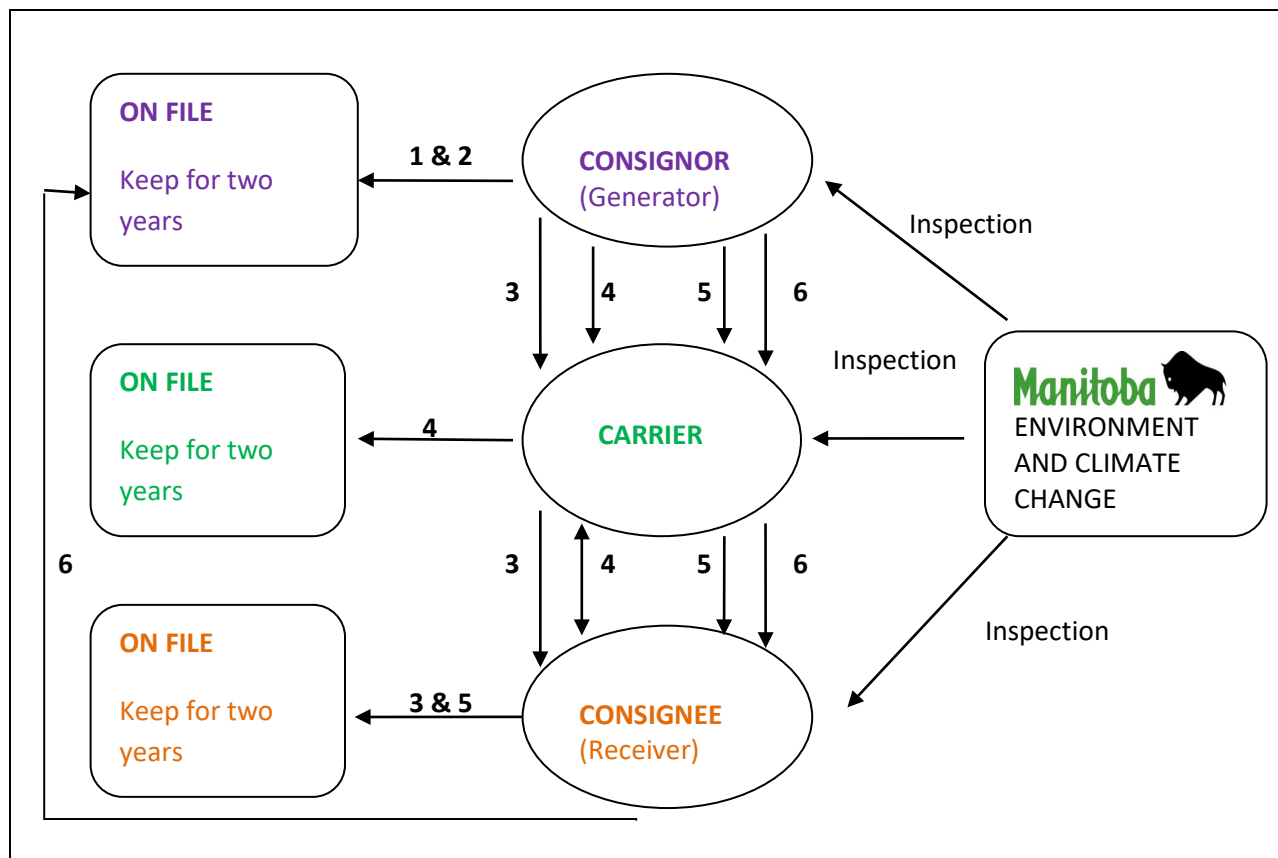 ON FILE
Keep for two
years
1 & 2
CONSIGNOR
(Generator)
Inspection
3
4
5
6
ON FILE
Keep for two
years
4
CARRIER
Inspection
Manitoba
ENVIRONMENT
AND CLIMATE
CHANGE
6
3
4
5
6
ON FILE
Keep for two
years
3 & 5
CONSIGNEE
(Receiver)
Inspection